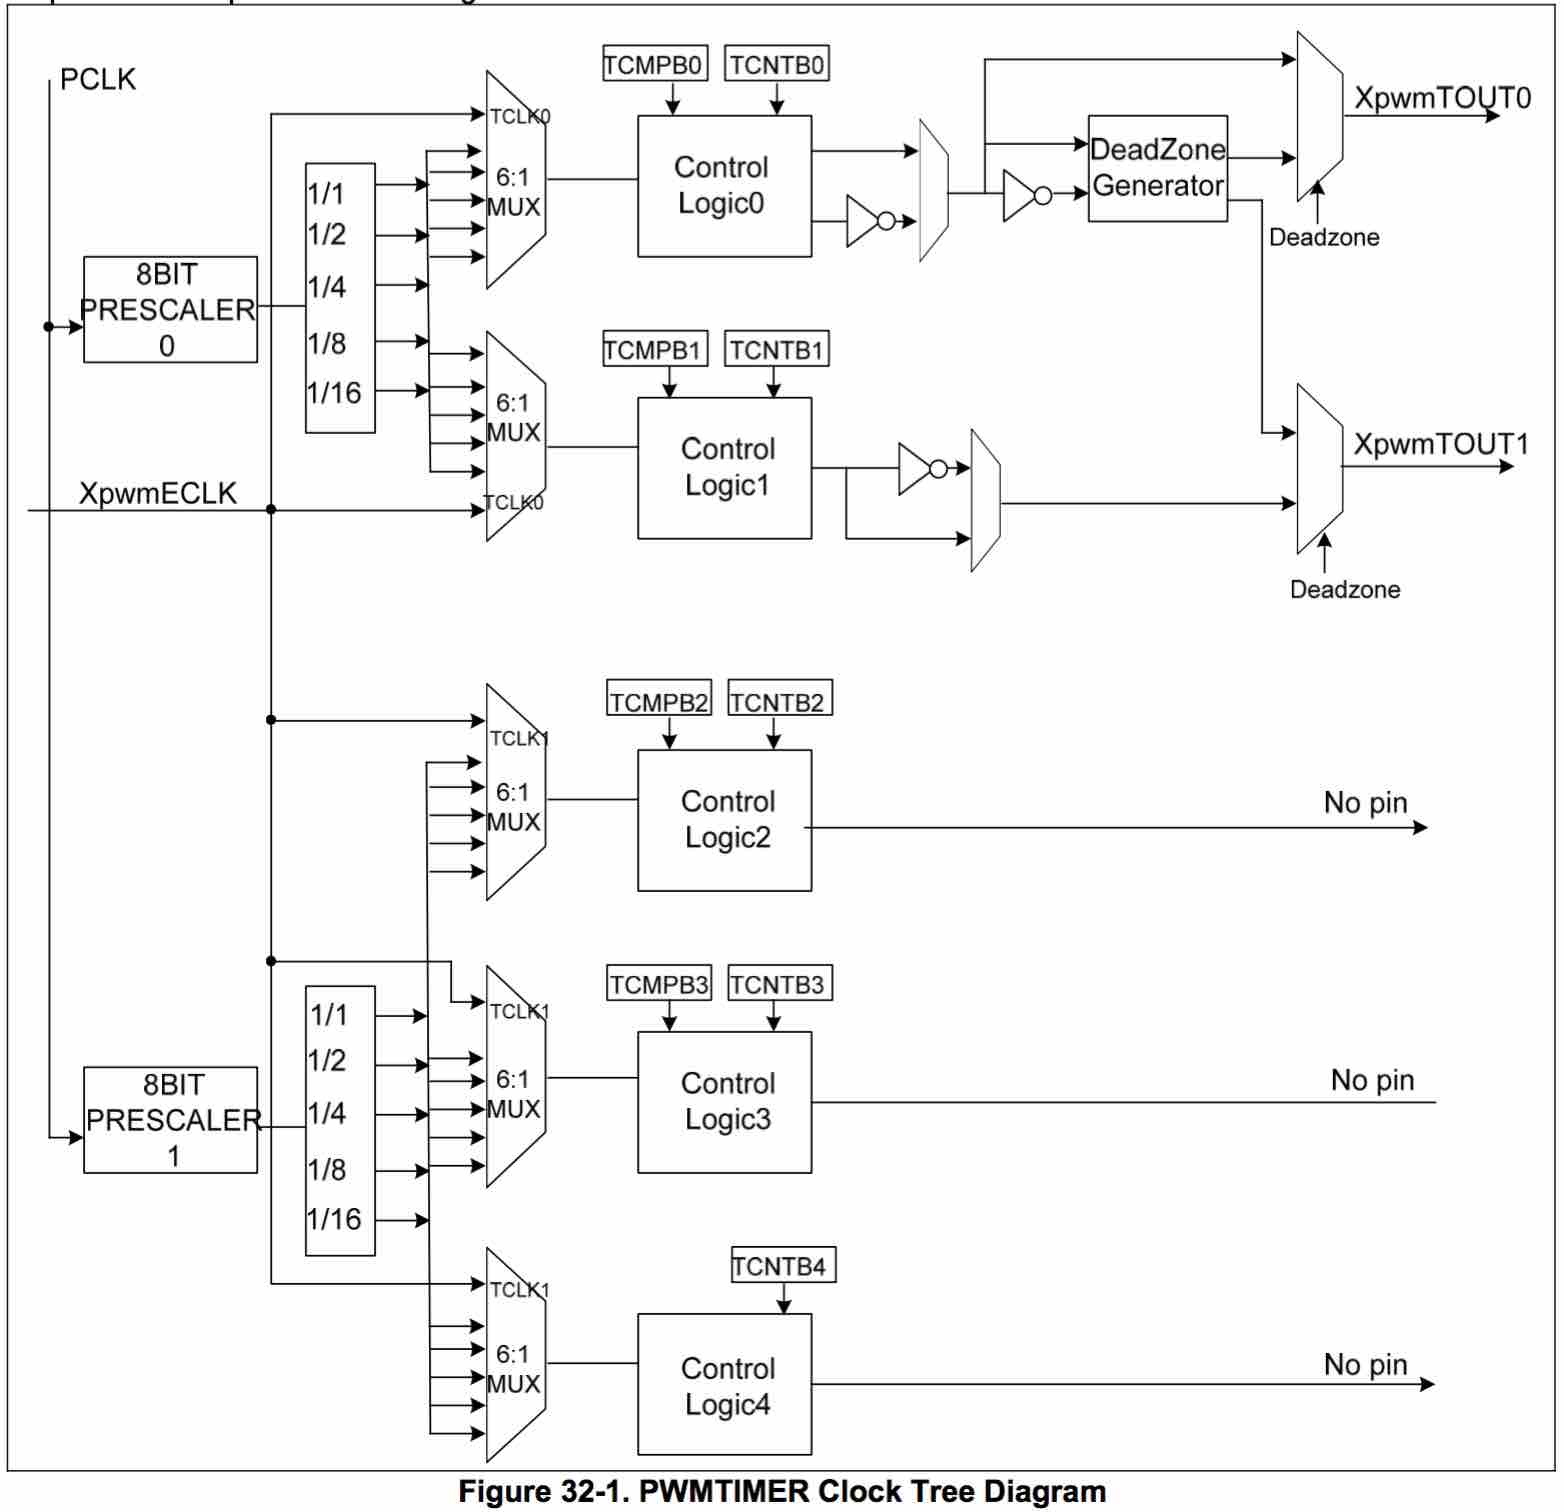 PCLK
TCMPB0
TCNTB0
TCLK0
6:1
MUX
Control
Logic0
DeadZone
Generator
XpwmTOUT0
Deadzone
8BIT
PRESCALER
0
1/1
1/2
1/4
1/8
1/16
TCMPB1
TCNTB1
6:1
MUX
TCLK0
Control
Logic1
XpwmTOUT1
Deadzone
XpwmECLK
TCMPB2
TCNTB2
TCLK1
6:1
MUX
Control
Logic2
No pin
TCMPB3
TCNTB3
TCLK1
6:1
MUX
Control
Logic3
No pin
8BIT
PRESCALER
1
1/1
1/2
1/4
1/8
1/16
TCNTB4
TCLK1
6:1
MUX
Control
Logic4
No pin
Figure 32-1. PWMTIMER Clock Tree Diagram